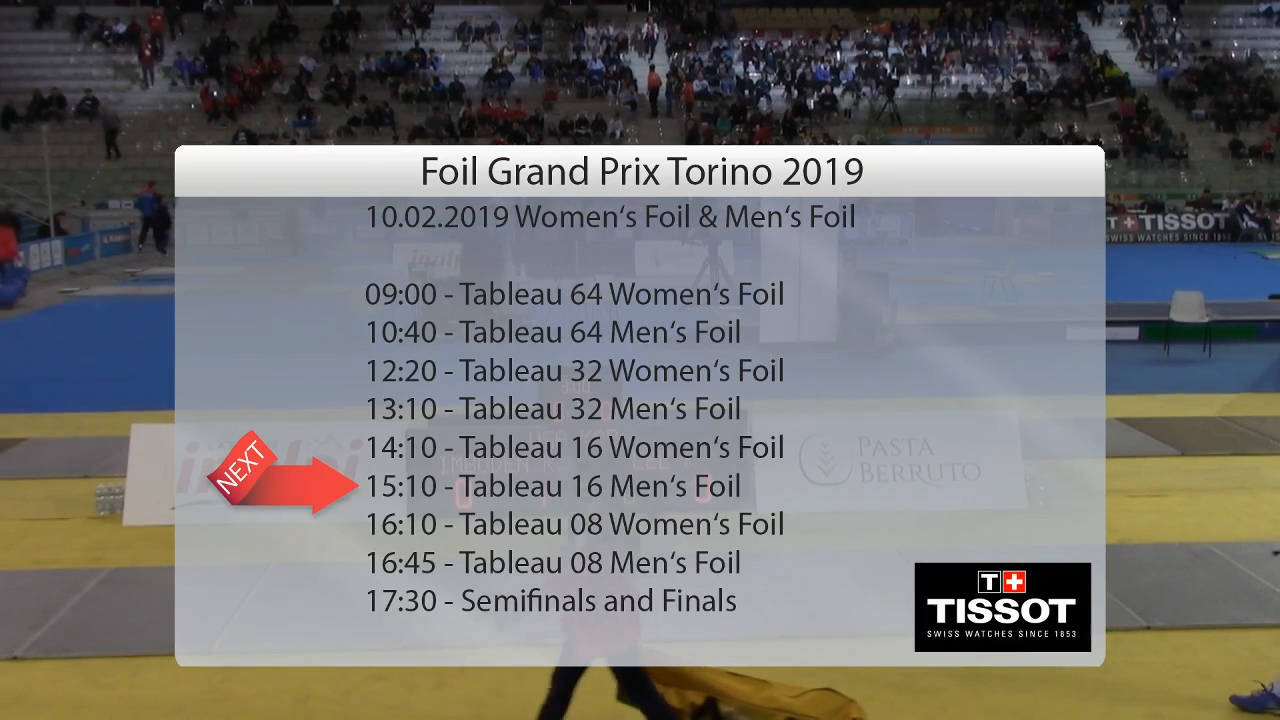 Foil Grand Prix Torino 2019
10.02.2019 Women‘s Foil & Men‘s Foil
09:00 - Tableau 64 Women‘s Foil
10:40 - Tableau 64 Men‘s Foil
12:20 - Tableau 32 Women‘s Foil
13:10 - Tableau 32 Men‘s Foil
14:10 - Tableau 16 Women‘s Foil
NEXT
15:10 - Tableau 16 Men‘s Foil
16:10 - Tableau 08 Women‘s Foil
16:45 - Tableau 08 Men‘s Foil
17:30 - Semifinals and Finals
T+
TISSOT
SWISS WATCHES SINCE 1853
T+ TISSOT
SWISS WATCHES SINCE
PASTA
BERRUTO